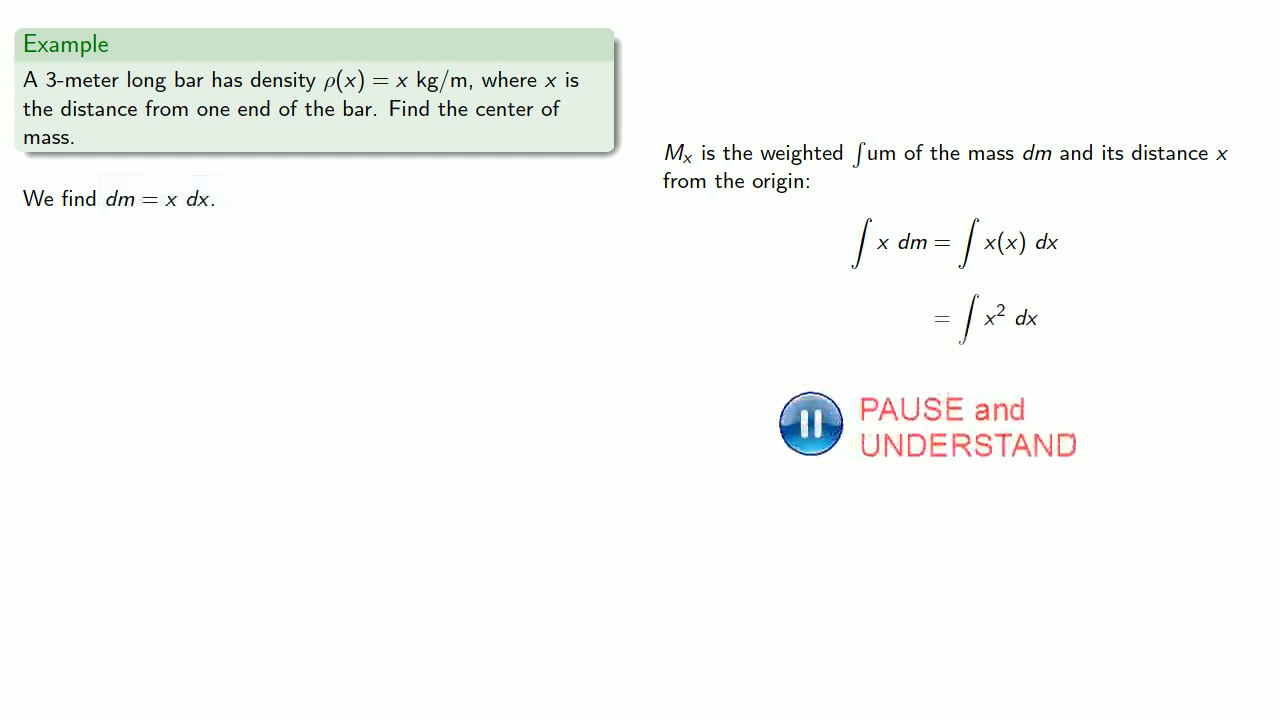 Example
A 3-meter long bar has density ρ(x) = x kg/m, where x is
the distance from one end of the bar. Find the center of
mass.
We find dm = x dx.
Mₓ is the weighted ∫um of the mass dm and its distance x
from the origin:
∫ x dm = ∫ x(x) dx
= ∫ x² dx
PAUSE and
UNDERSTAND